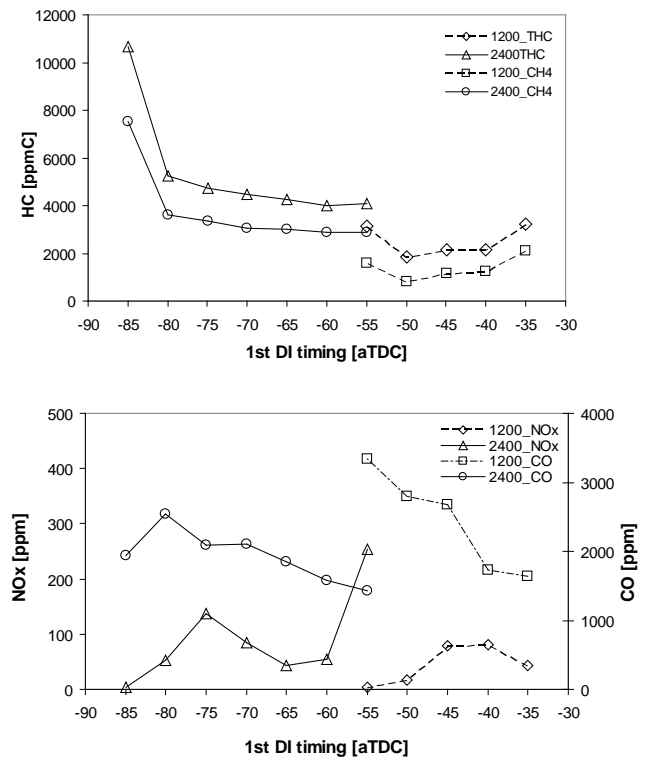 12000
10000
8000
6000
4000
2000
0
HC [ppmC]
1200_THC
2400THC
1200_CH4
2400_CH4
-90 -85 -80 -75 -70 -65 -60 -55 -50 -45 -40 -35 -30
1st DI timing [aTDC]
500
400
300
200
100
0
NOx [ppm]
1200_NOx
2400_NOx
1200_CO
2400_CO
4000
3000
2000
1000
0
CO [ppm]
-90 -85 -80 -75 -70 -65 -60 -55 -50 -45 -40 -35 -30
1st DI timing [aTDC]